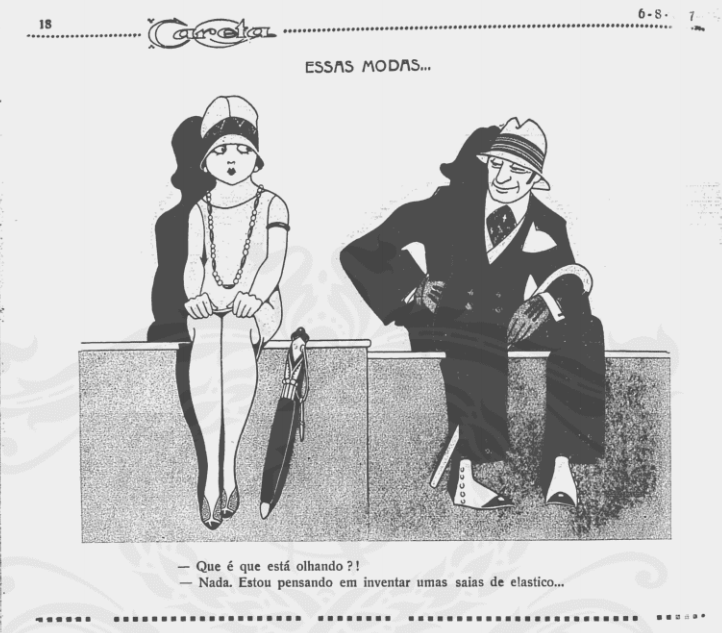 18
Careta
6-8- 7
ESSAS MODAS...
— Que é que está olhando ?!
— Nada. Estou pensando em inventar umas saias de elastico...